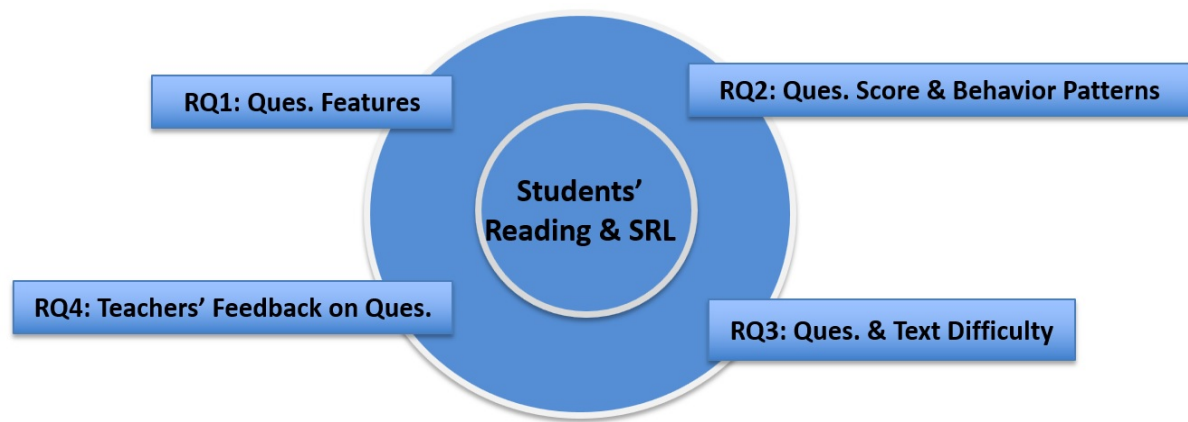 RQ1: Ques. Features
RQ2: Ques. Score & Behavior Patterns
Students’
Reading & SRL
RQ4: Teachers’ Feedback on Ques.
RQ3: Ques. & Text Difficulty